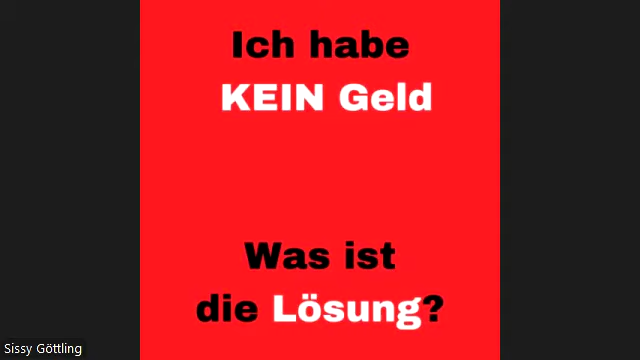 Ich habe
KEIN Geld
Was ist
die Lösung?
Sissy Göttling